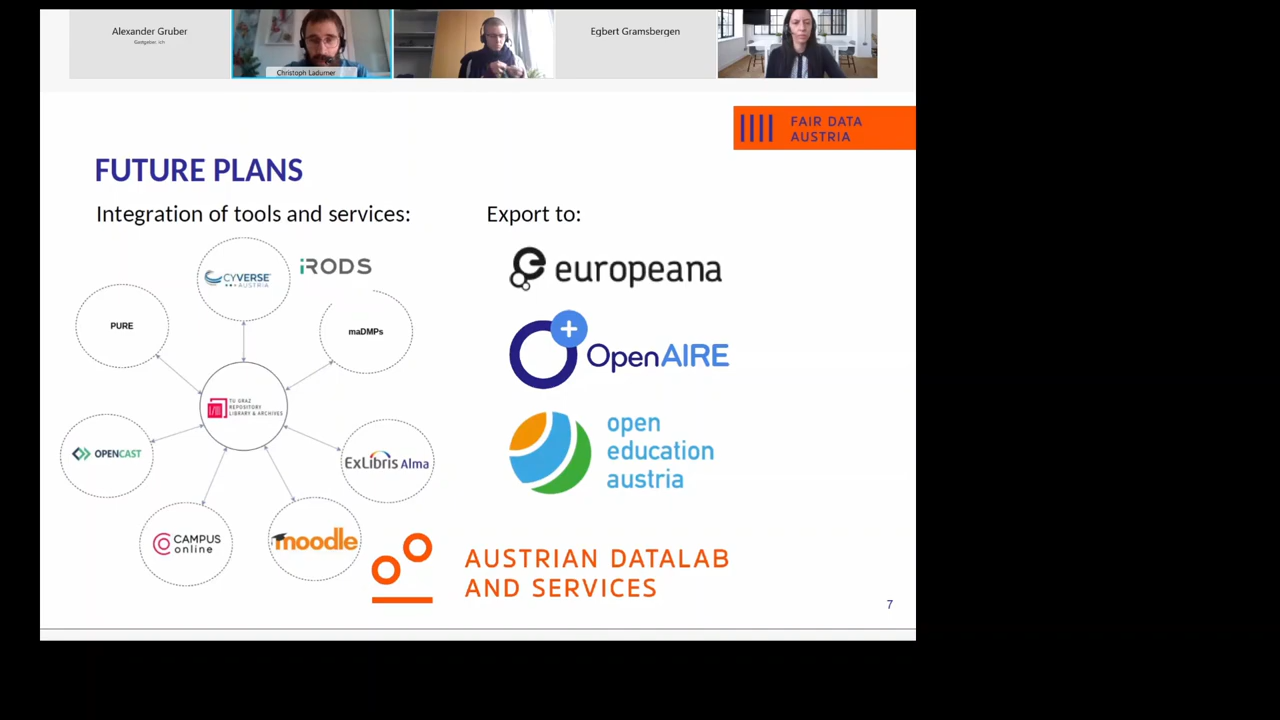 Alexander Gruber
Christoph Ladurner
Egbert Gramsbergen
FAIR DATA
AUSTRIA
FUTURE PLANS
Integration of tools and services:
Export to:
CYVERSE
AUSTRIA
iRODS
PURE
maDMPs
TU GRAZ
REPOSITORY
LIBRARY & ARCHIVES
OPENCAST
ExLibris Alma
CAMPUS
online
moodle
europeana
+
OpenAIRE
open
education
austria
AUSTRIAN DATALAB
AND SERVICES
7